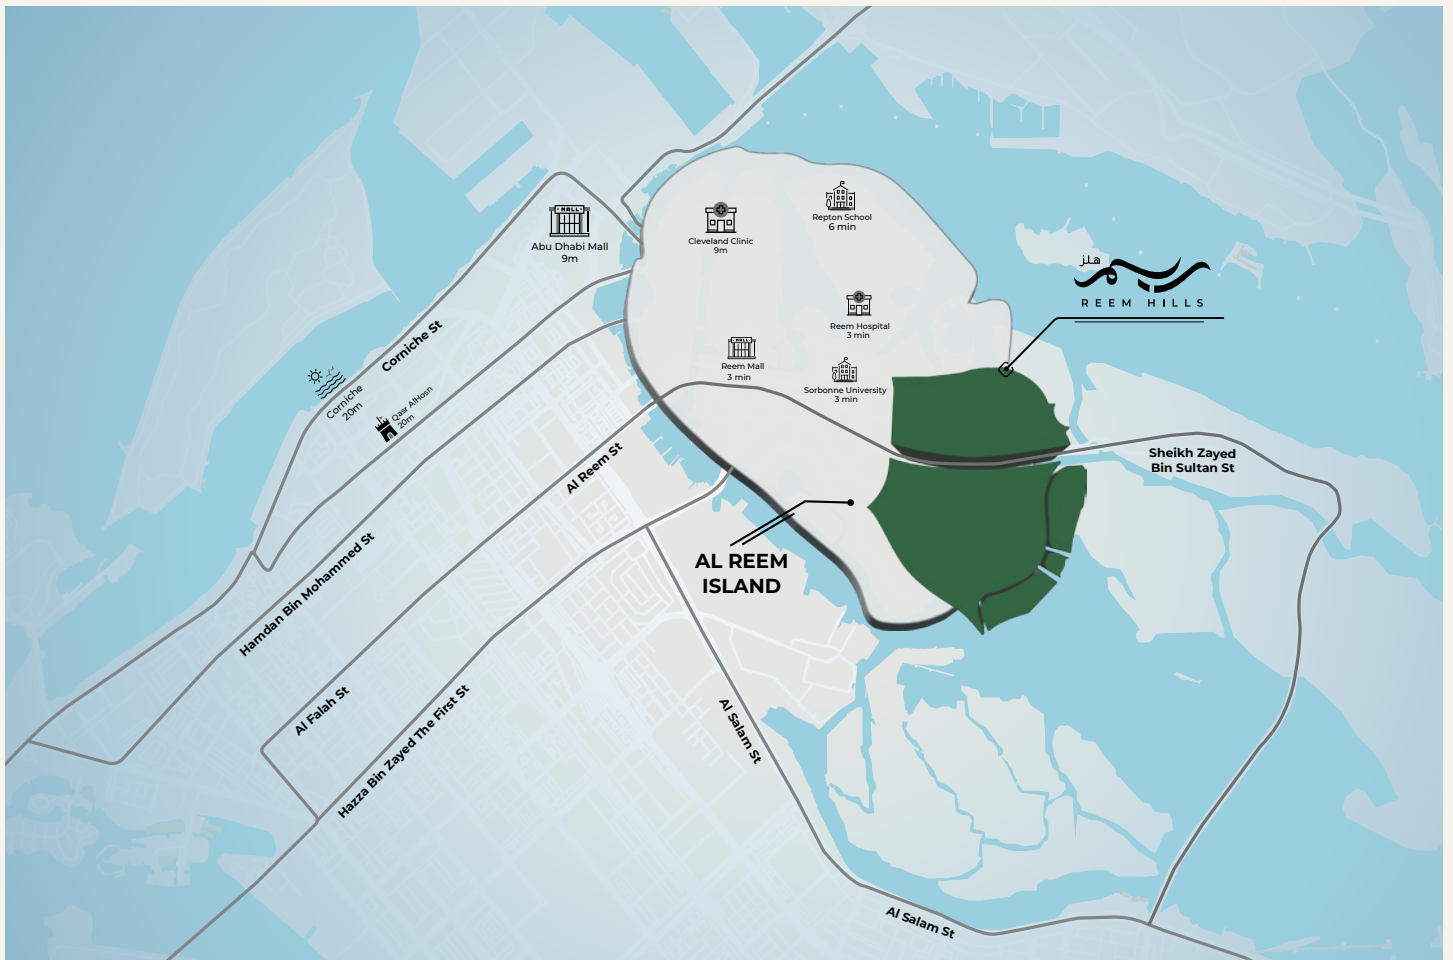 MALL
Abu Dhabi Mall
9m
Cleveland Clinic
9m
Repton School
6 min
هلز
ريم
REEM HILLS
Reem Hospital
3 min
MALL
Reem Mall
3 min
Sorbonne University
3 min
Corniche St
Corniche
20m
Qasr AlHosn
20m
Sheikh Zayed
Bin Sultan St
Al Reem St
AL REEM
ISLAND
Hamdan Bin Mohammed St
Al Falah St
Hazza Bin Zayed The First St
Al Salam St
Al Salam St